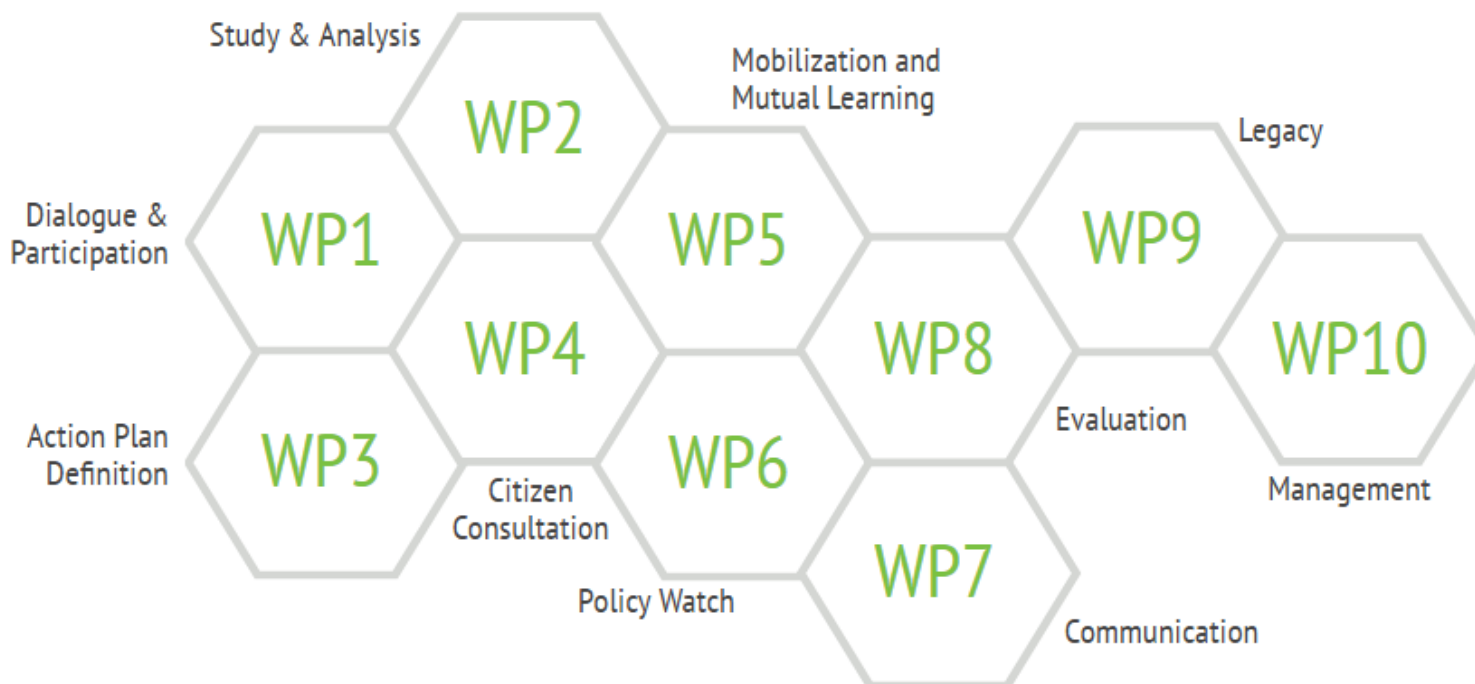 Study & Analysis
WP2
Mobilization and
Mutual Learning
Legacy
Dialogue &
Participation
WP1
WP5
WP9
WP4
WP8
WP10
Action Plan
Definition
WP3
WP6
Evaluation
Citizen
Consultation
Management
WP7
Policy Watch
Communication